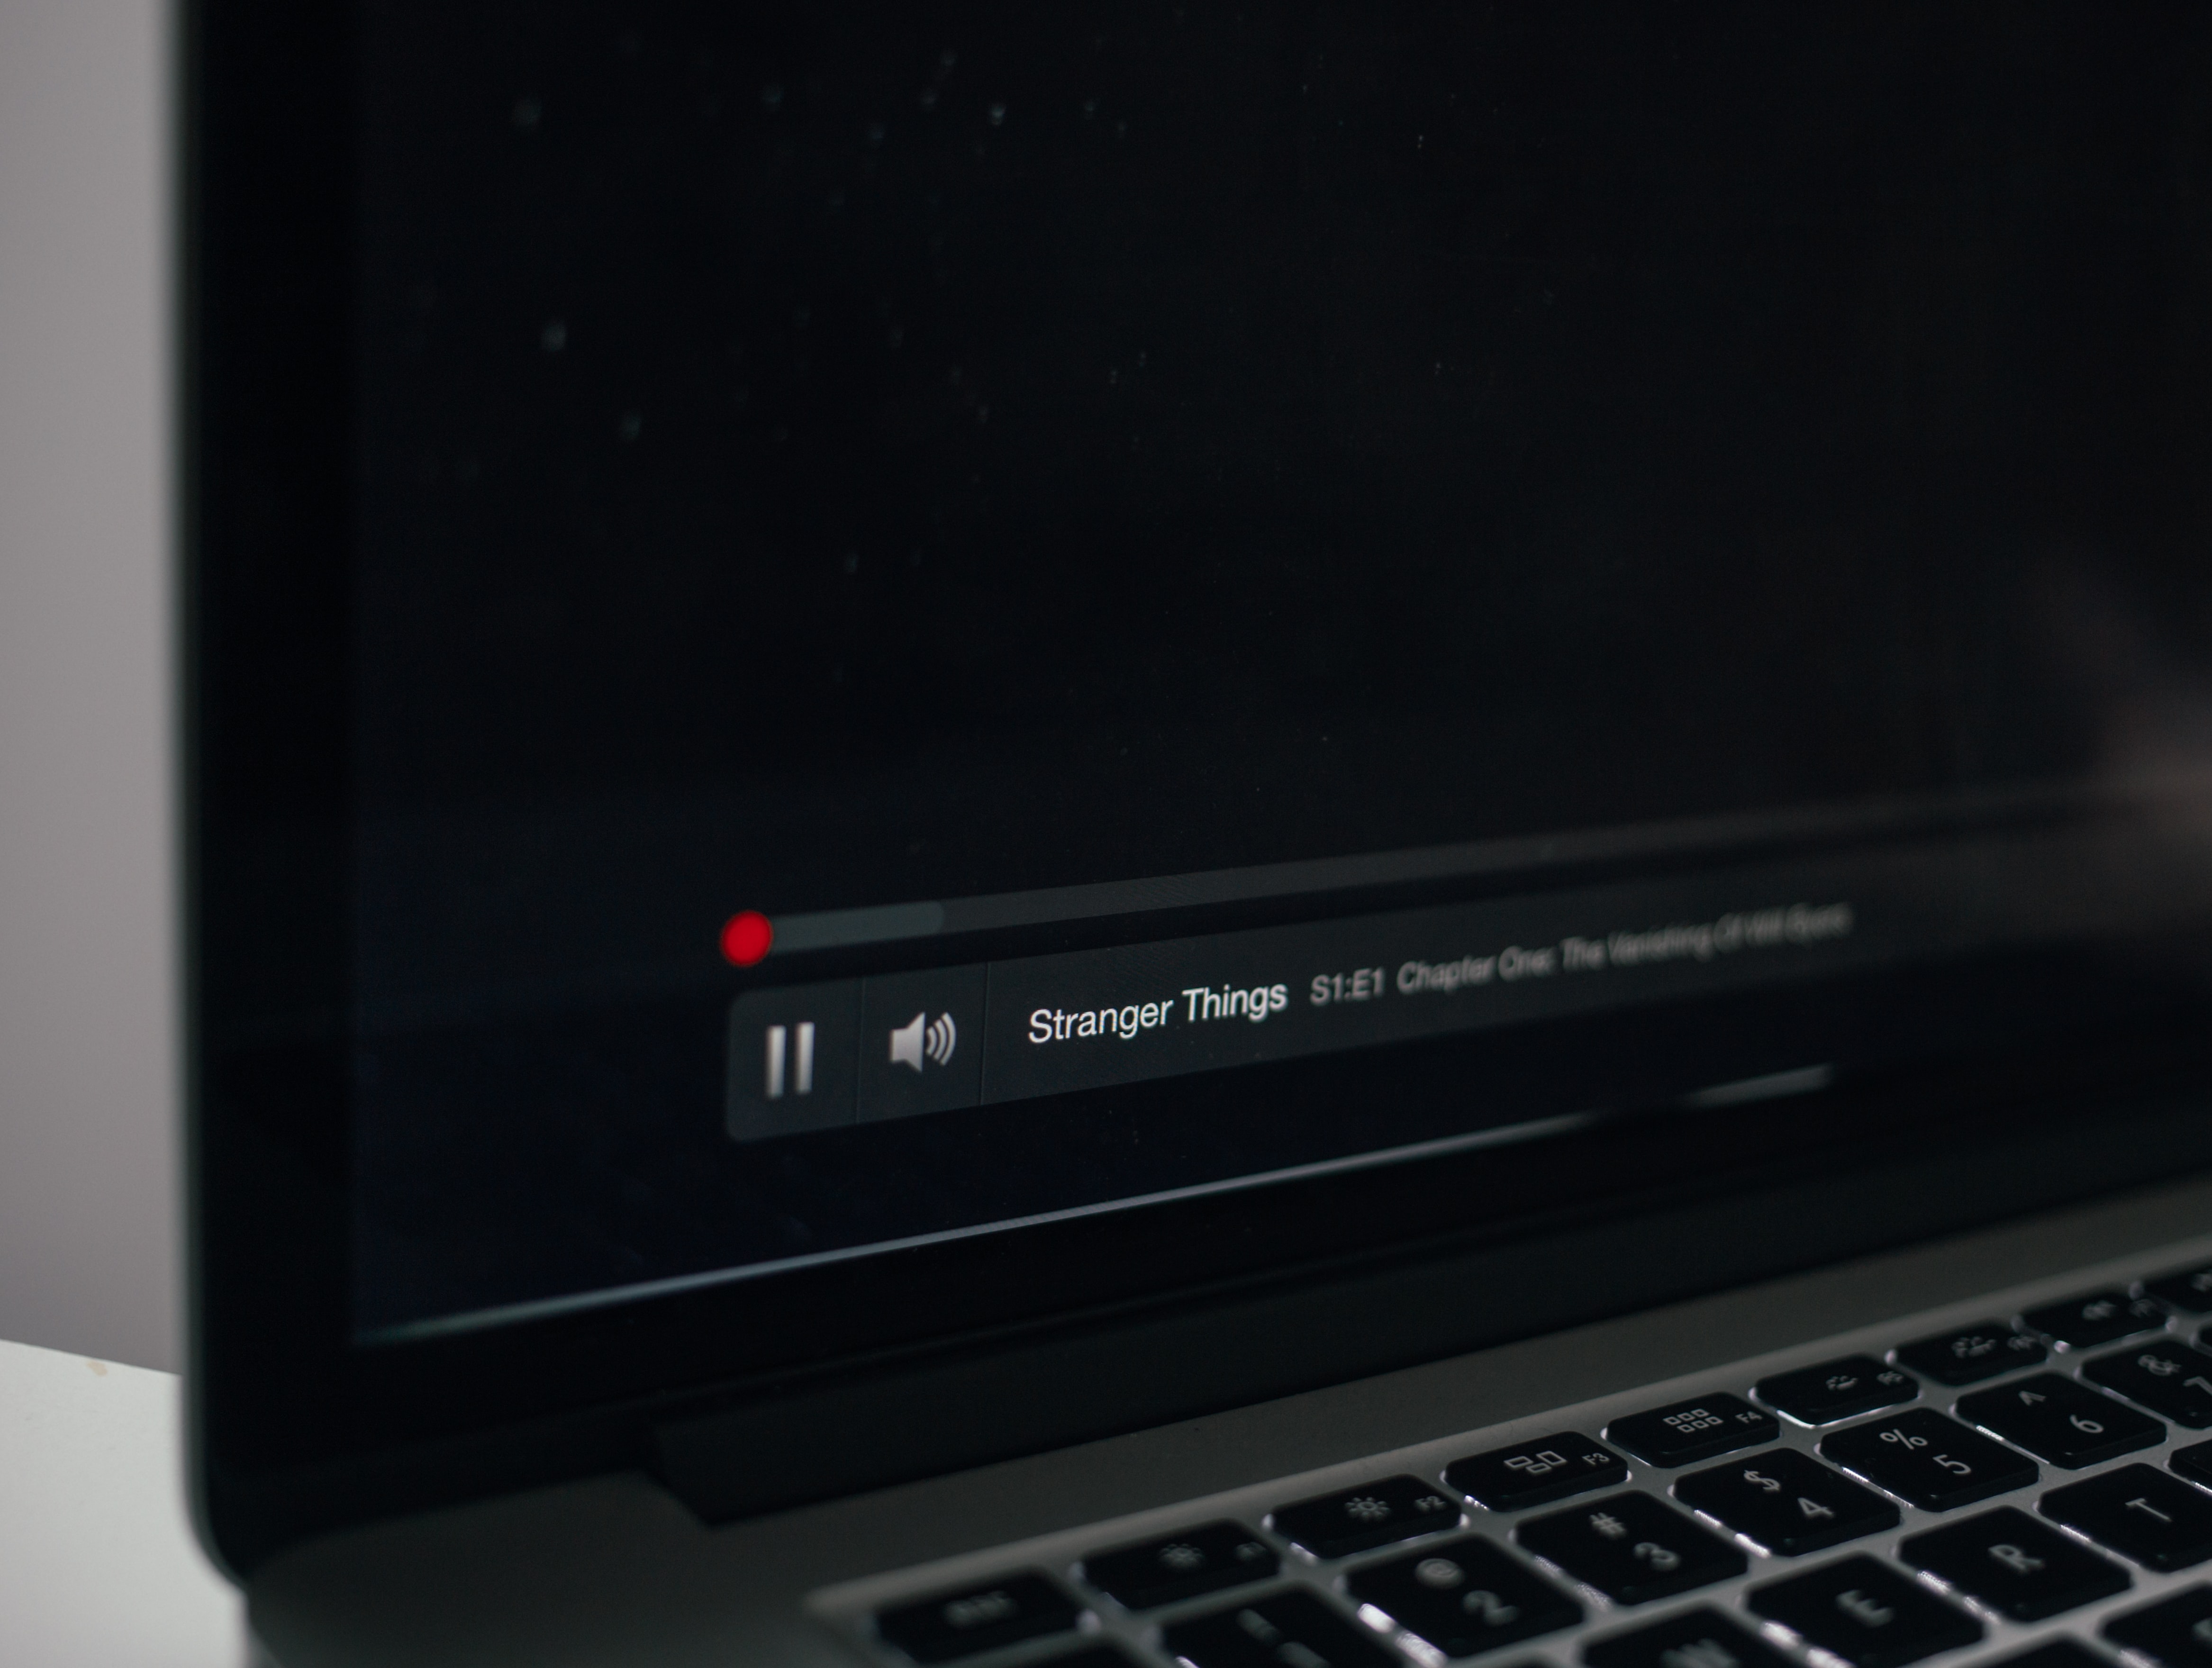 Stranger Things S1:E1 Chapter One: The Vanishing Of Will Byers
F1 F2 F3 F4 F5
@ 2 # 3 $ 4 % 5 ^ 6 & 7
W E R T